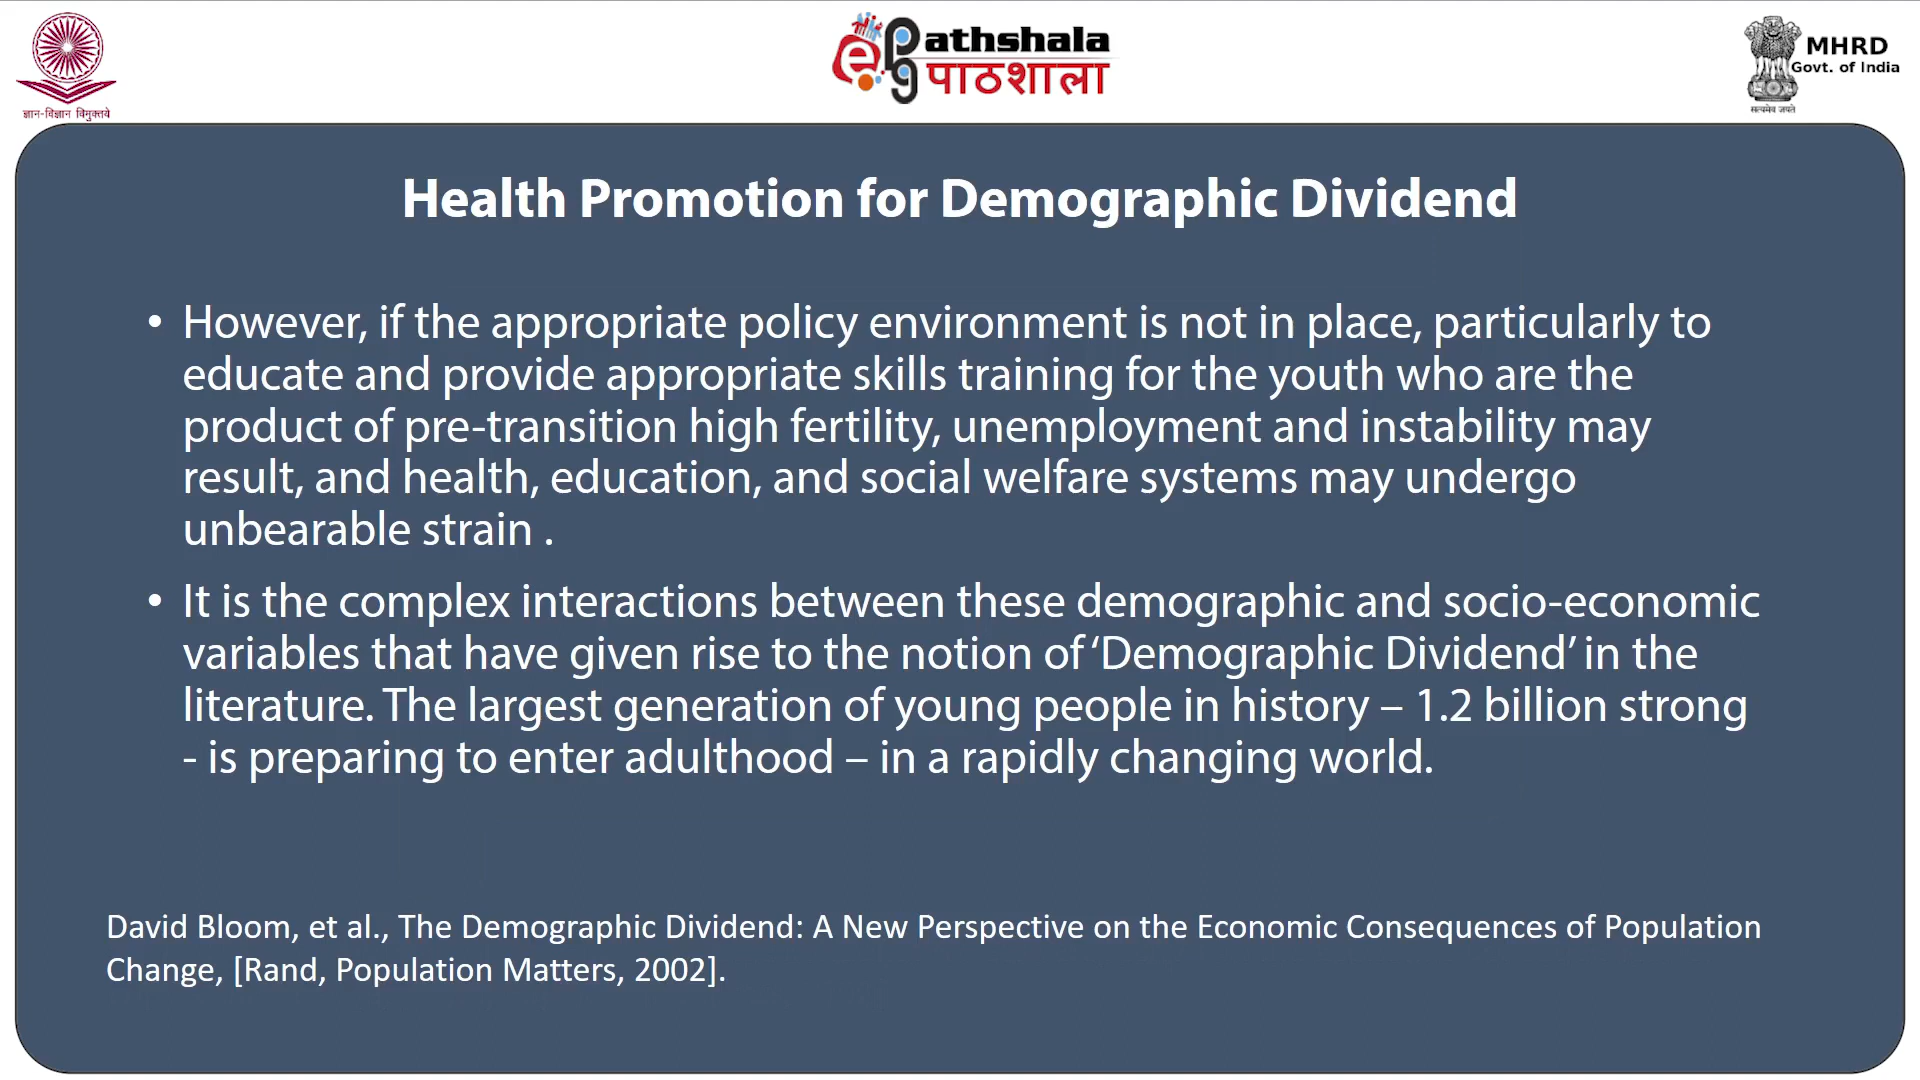 ज्ञान-विज्ञान विमुक्तये
e PG athshala
पाठशाला
MHRD
Govt. of India
सत्यमेव जयते
Health Promotion for Demographic Dividend
• However, if the appropriate policy environment is not in place, particularly to
educate and provide appropriate skills training for the youth who are the
product of pre-transition high fertility, unemployment and instability may
result, and health, education, and social welfare systems may undergo
unbearable strain .
• It is the complex interactions between these demographic and socio-economic
variables that have given rise to the notion of ‘Demographic Dividend’ in the
literature. The largest generation of young people in history – 1.2 billion strong
- is preparing to enter adulthood – in a rapidly changing world.
David Bloom, et al., The Demographic Dividend: A New Perspective on the Economic Consequences of Population
Change, [Rand, Population Matters, 2002].